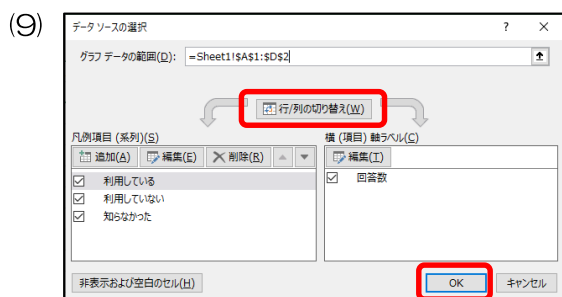 (9)
データ ソースの選択 ? ×
グラフ データの範囲(D): =Sheet1!$A$1:$D$2
行/列の切り替え(W)
凡例項目 (系列)(S)
追加(A) 編集(E) 削除(R)
利用している
利用していない
知らなかった
横 (項目) 軸ラベル(C)
編集(I)
回答数
非表示および空白のセル(H) OK キャンセル